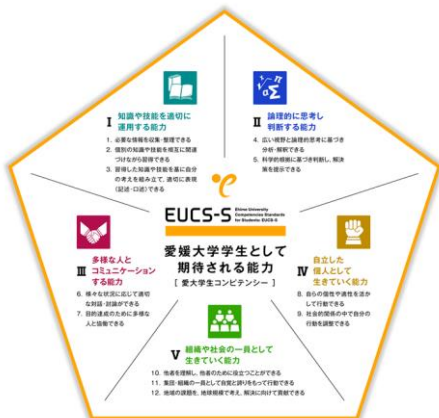 I 知識や技能を適切に
運用する能力
1. 必要な情報を収集・整理できる
2. 個別の知識や技能を相互に関連
づけながら習得できる
3. 習得した知識や技能を基に自分
の考えを組み立て、適切に表現
(記述・口述)できる
II 論理的に思考し
判断する能力
4. 広い視野と論理的思考に基づき
分析・解釈できる
5. 科学的根拠に基づき判断し、解決
策を提示できる
EUCS-S Ehime University
Competencies Standards
for Students: EUCS-S
愛媛大学学生として
期待される能力
[ 愛大学生コンピテンシー ]
III 多様な人と
コミュニケーション
する能力
6. 様々な状況に応じて適切
な対話・討論ができる
7. 目的達成のために多様な
人と協働できる
IV 自立した
個人として
生きていく能力
8. 自らの個性や適性を活か
して行動できる
9. 社会的関係の中で自分の
行動を調整できる
V 組織や社会の一員として
生きていく能力
10. 他者を理解し、他者のために役立つことができる
11. 集団・組織の一員として自覚と誇りをもって行動できる
12. 地域の課題を、地球規模で考え、解決に向けて貢献できる